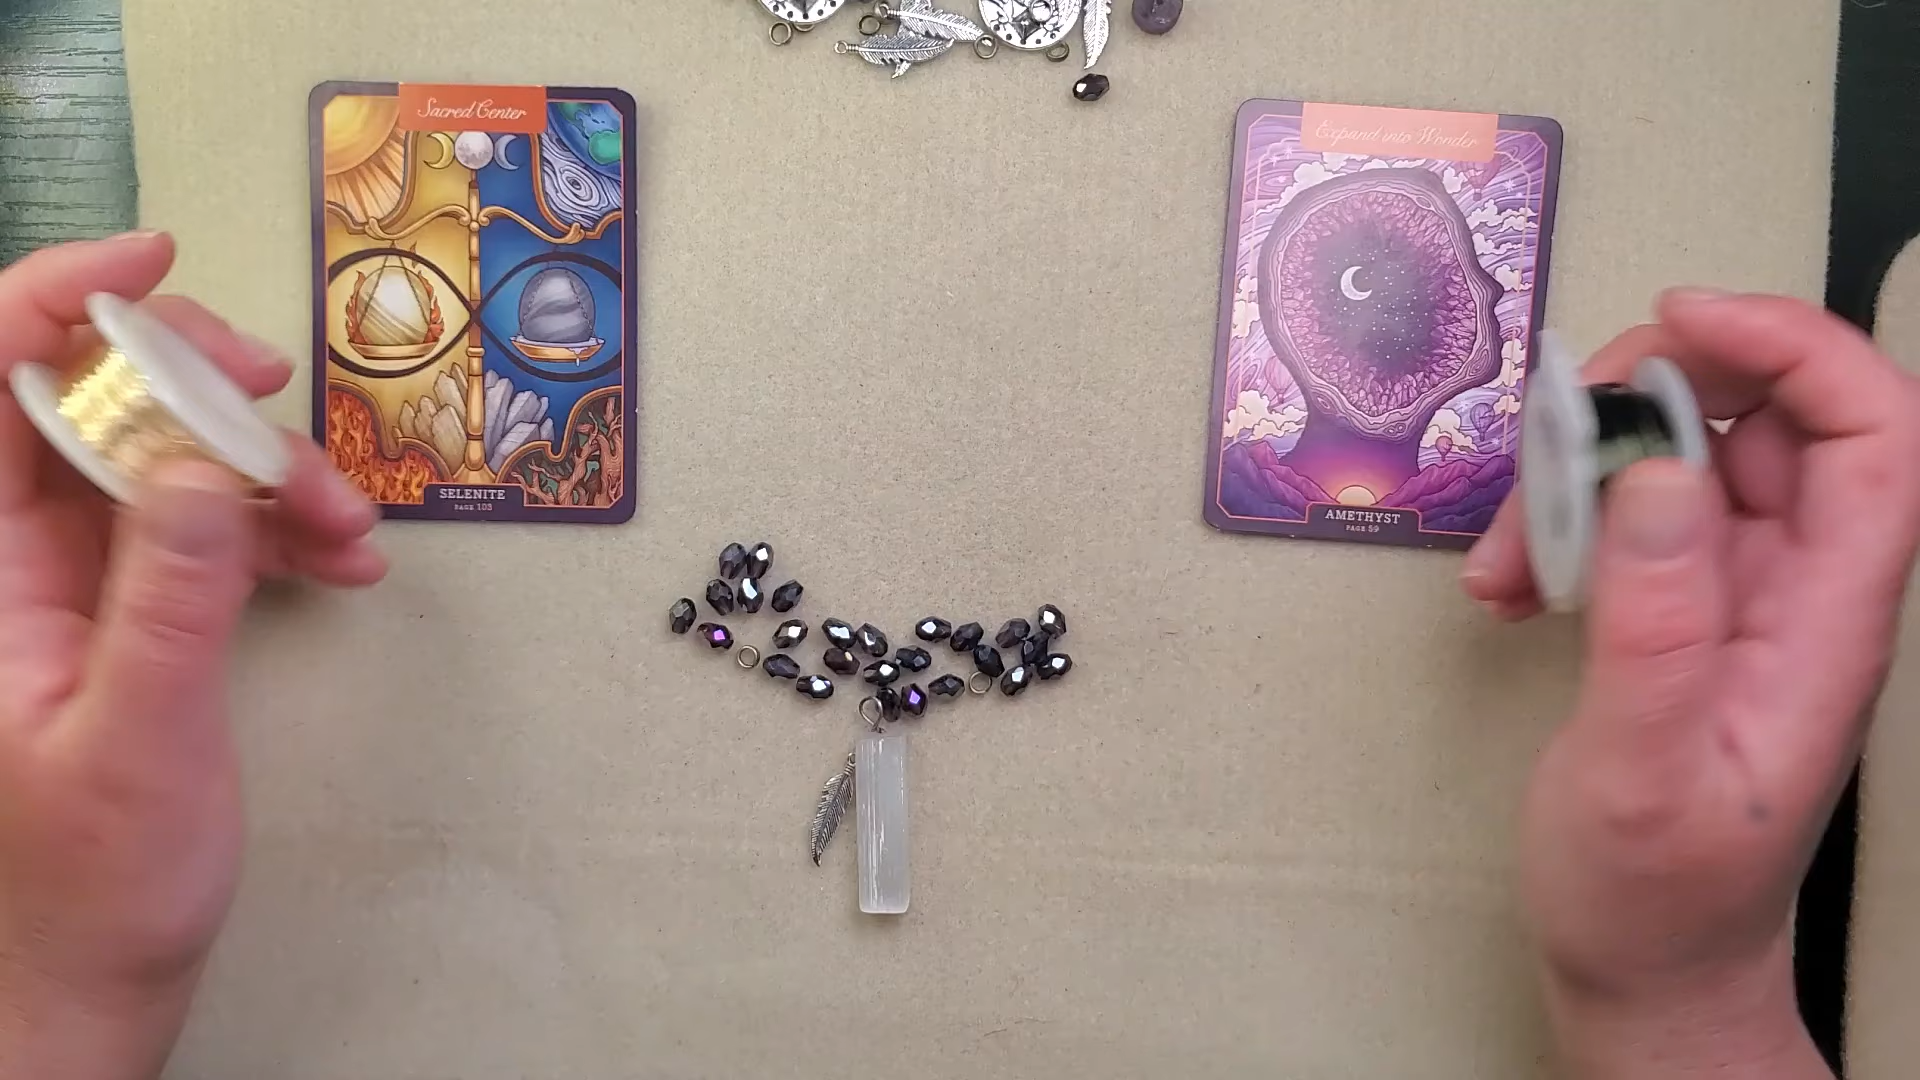 Sacred Center
SELENITE
PAGE 103
Expand into Wonder
AMETHYST
PAGE 59